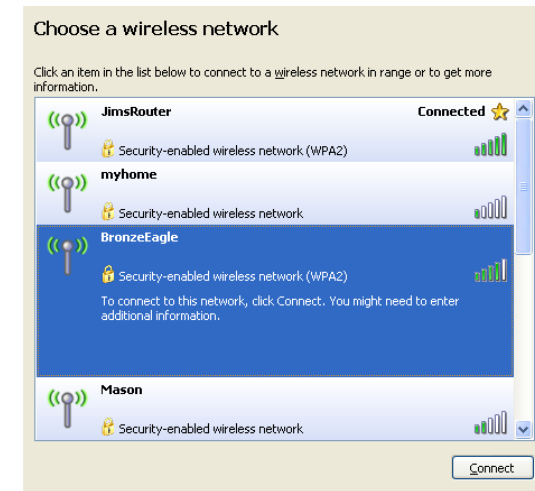 Choose a wireless network
Click an item in the list below to connect to a wireless network in range or to get more
information.
JimsRouter Connected
Security-enabled wireless network (WPA2)
myhome
Security-enabled wireless network
BronzeEagle
Security-enabled wireless network (WPA2)
To connect to this network, click Connect. You might need to enter
additional information.
Mason
Security-enabled wireless network
Connect